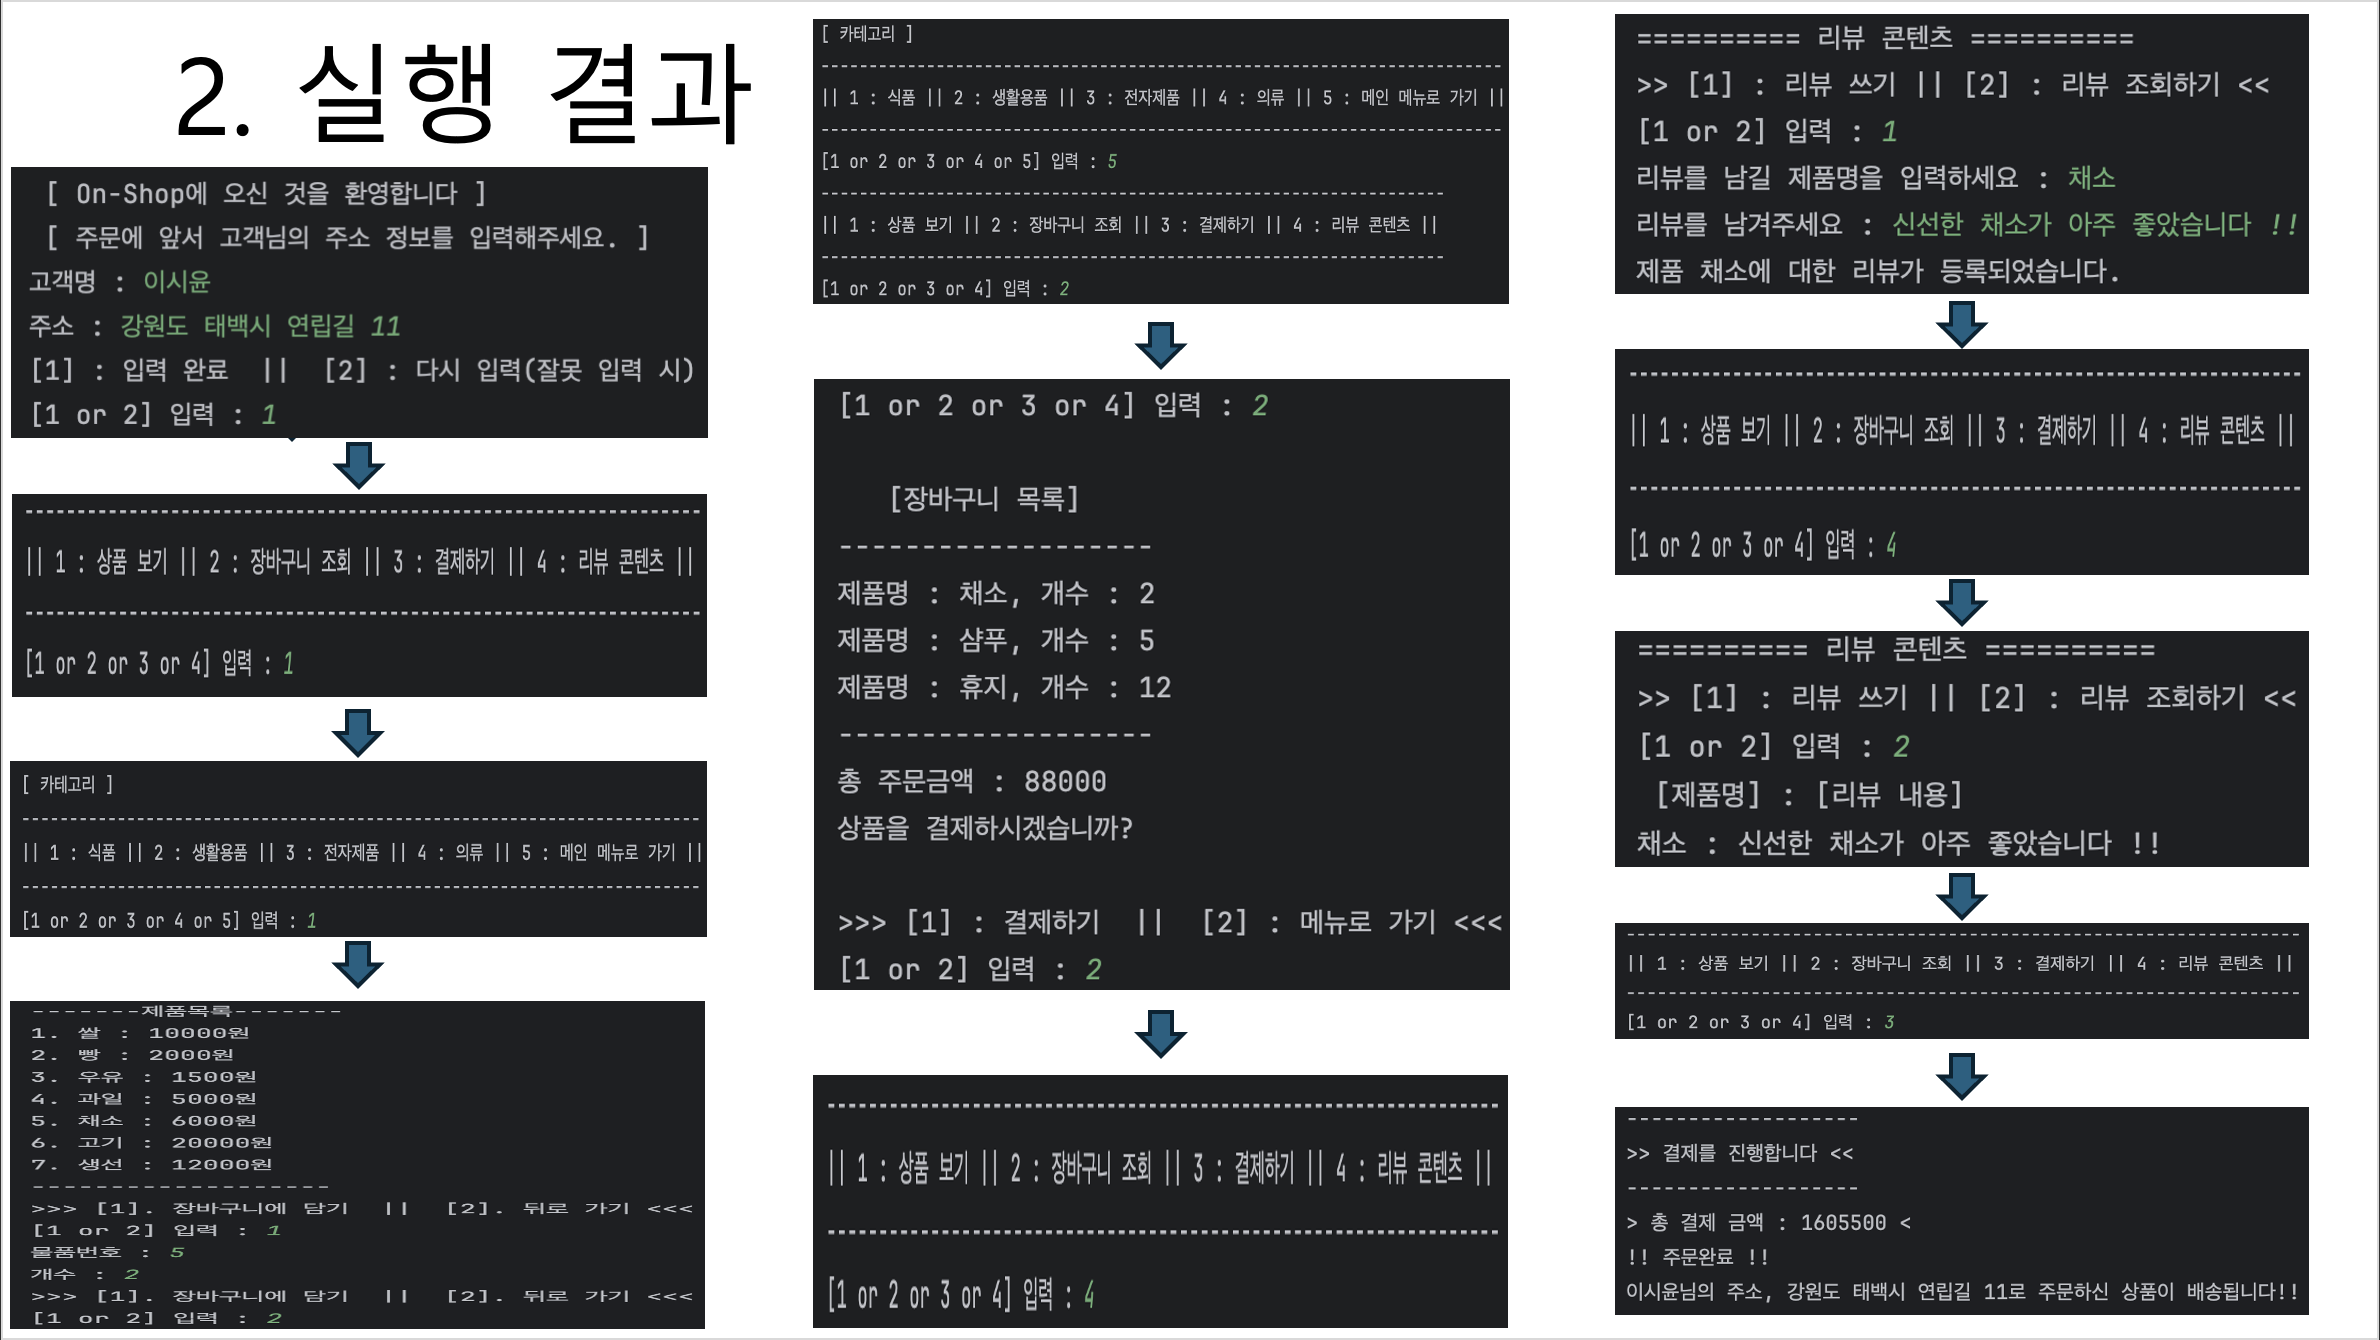 2. 실행 결과
[ On-Shop에 오신 것을 환영합니다 ]
[ 주문에 앞서 고객님의 주소 정보를 입력해주세요. ]
고객명 : 이시윤
주소 : 강원도 태백시 연립길 11
[1] : 입력 완료  ||  [2] : 다시 입력(잘못 입력 시)
[1 or 2] 입력 : 1
------------------------------------------------------------------
|| 1 : 상품 보기 || 2 : 장바구니 조회 || 3 : 결제하기 || 4 : 리뷰 콘텐츠 ||
------------------------------------------------------------------
[1 or 2 or 3 or 4] 입력 : 1
[ 카테고리 ]
------------------------------------------------------------------------
|| 1 : 식품 || 2 : 생활용품 || 3 : 전자제품 || 4 : 의류 || 5 : 메인 메뉴로 가기 ||
------------------------------------------------------------------------
[1 or 2 or 3 or 4 or 5] 입력 : 1
-------제품목록-------
1. 쌀 : 10000원
2. 빵 : 2000원
3. 우유 : 1500원
4. 과일 : 5000원
5. 채소 : 6000원
6. 고기 : 20000원
7. 생선 : 12000원
-------------------
>>> [1]. 장바구니에 담기  ||  [2]. 뒤로 가기 <<<
[1 or 2] 입력 : 1
물품번호 : 5
개수 : 2
>>> [1]. 장바구니에 담기  ||  [2]. 뒤로 가기 <<<
[1 or 2] 입력 : 2
[ 카테고리 ]
------------------------------------------------------------------------
|| 1 : 식품 || 2 : 생활용품 || 3 : 전자제품 || 4 : 의류 || 5 : 메인 메뉴로 가기 ||
------------------------------------------------------------------------
[1 or 2 or 3 or 4 or 5] 입력 : 5
------------------------------------------------------------------
|| 1 : 상품 보기 || 2 : 장바구니 조회 || 3 : 결제하기 || 4 : 리뷰 콘텐츠 ||
------------------------------------------------------------------
[1 or 2 or 3 or 4] 입력 : 2
[1 or 2 or 3 or 4] 입력 : 2
[장바구니 목록]
-------------------
제품명 : 채소, 개수 : 2
제품명 : 샴푸, 개수 : 5
제품명 : 휴지, 개수 : 12
-------------------
총 주문금액 : 88000
상품을 결제하시겠습니까?
>>> [1] : 결제하기  ||  [2] : 메뉴로 가기 <<<
[1 or 2] 입력 : 2
------------------------------------------------------------------
|| 1 : 상품 보기 || 2 : 장바구니 조회 || 3 : 결제하기 || 4 : 리뷰 콘텐츠 ||
------------------------------------------------------------------
[1 or 2 or 3 or 4] 입력 : 4
========== 리뷰 콘텐츠 ==========
>> [1] : 리뷰 쓰기 || [2] : 리뷰 조회하기 <<
[1 or 2] 입력 : 1
리뷰를 남길 제품명을 입력하세요 : 채소
리뷰를 남겨주세요 : 신선한 채소가 아주 좋았습니다 !!
제품 채소에 대한 리뷰가 등록되었습니다.
------------------------------------------------------------------
|| 1 : 상품 보기 || 2 : 장바구니 조회 || 3 : 결제하기 || 4 : 리뷰 콘텐츠 ||
------------------------------------------------------------------
[1 or 2 or 3 or 4] 입력 : 4
========== 리뷰 콘텐츠 ==========
>> [1] : 리뷰 쓰기 || [2] : 리뷰 조회하기 <<
[1 or 2] 입력 : 2
[제품명] : [리뷰 내용]
채소 : 신선한 채소가 아주 좋았습니다 !!
------------------------------------------------------------------
|| 1 : 상품 보기 || 2 : 장바구니 조회 || 3 : 결제하기 || 4 : 리뷰 콘텐츠 ||
------------------------------------------------------------------
[1 or 2 or 3 or 4] 입력 : 3
-------------------
>> 결제를 진행합니다 <<
-------------------
> 총 결제 금액 : 1605500 <
!! 주문완료 !!
이시윤님의 주소, 강원도 태백시 연립길 11로 주문하신 상품이 배송됩니다!!